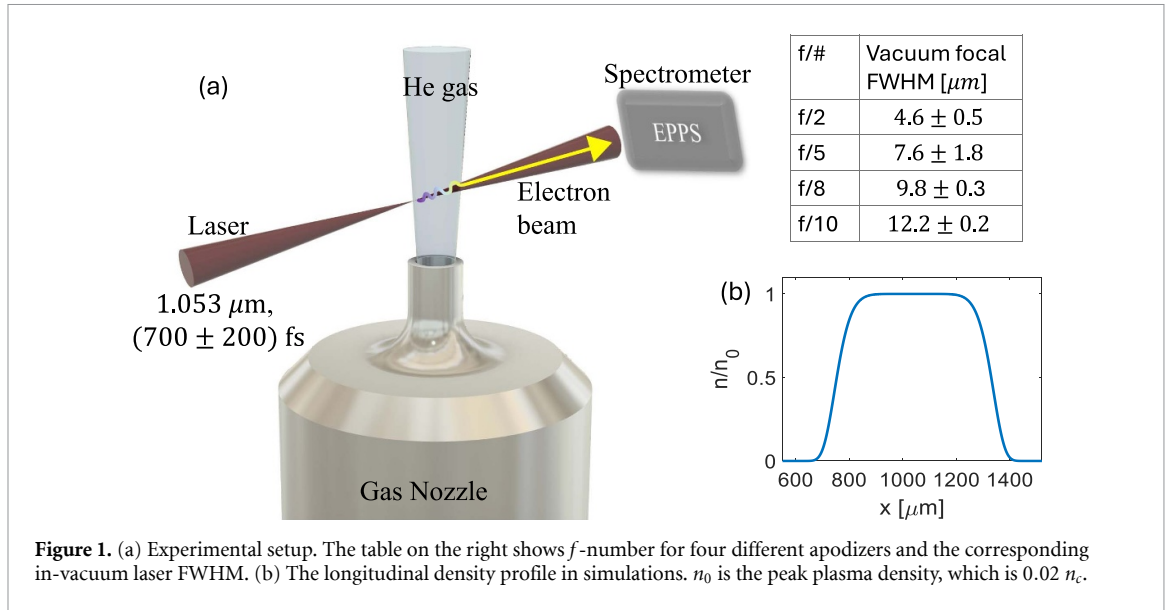 (a)
He gas
Spectrometer
EPPS
Electron
beam
Laser
1.053 μm,
(700 ± 200) fs
Gas Nozzle
f/# Vacuum focal
FWHM [μm]
f/2 4.6 ± 0.5
f/5 7.6 ± 1.8
f/8 9.8 ± 0.3
f/10 12.2 ± 0.2
(b)
1
0.5
0
n/n₀
600 800 1000 1200 1400
x [μm]
Figure 1. (a) Experimental setup. The table on the right shows f-number for four different apodizers and the corresponding
in-vacuum laser FWHM. (b) The longitudinal density profile in simulations. n₀ is the peak plasma density, which is 0.02 n_c.